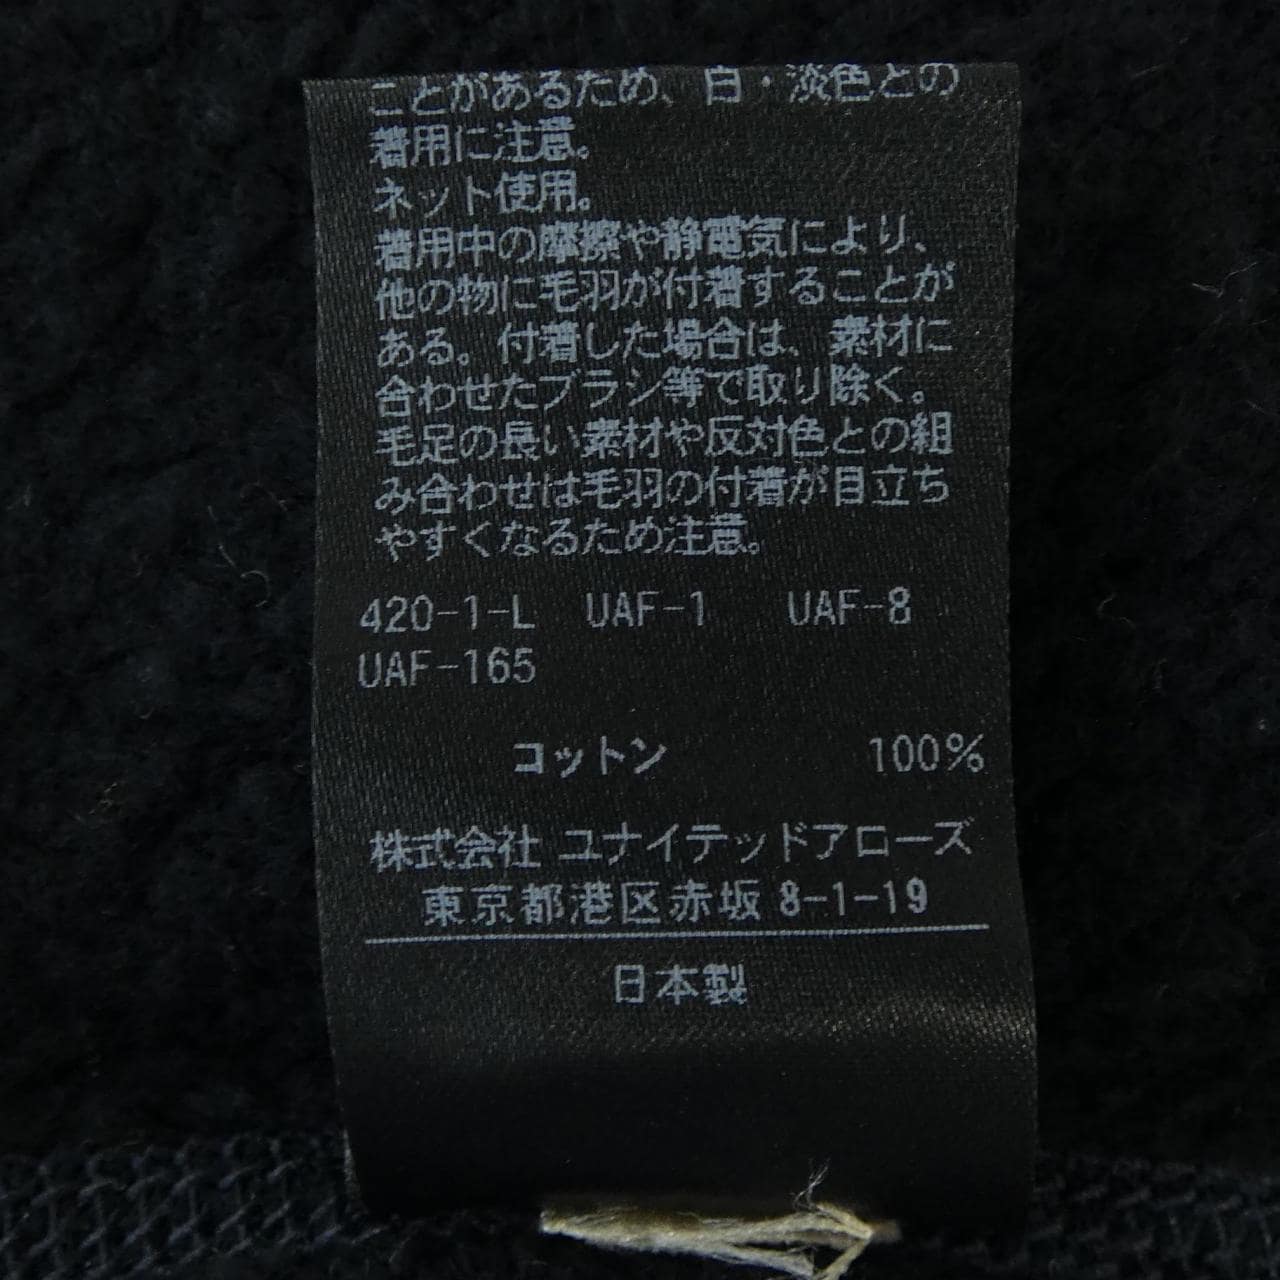 ことがあるため、白・淡色との
着用に注意。
ネット使用。
着用中の摩擦や静電気により、
他の物に毛羽が付着することが
ある。付着した場合は、素材に
合わせたブラシ等で取り除く。
毛足の長い素材や反対色との組
み合わせは毛羽の付着が目立ち
やすくなるため注意。
420-1-L UAF-1 UAF-8
UAF-165
コットン 100%
株式会社 ユナイテッドアローズ
東京都港区赤坂 8-1-19
日本製